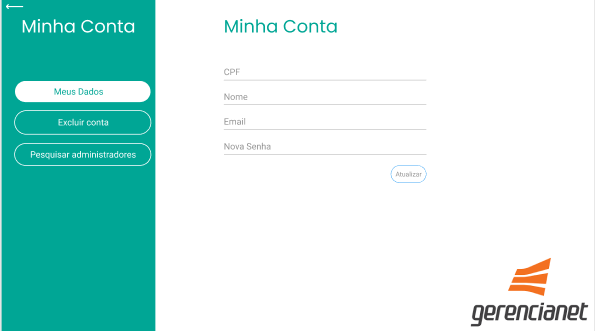 Minha Conta
Meus Dados
Excluir conta
Pesquisar administradores
Minha Conta
CPF
Nome
Email
Nova Senha
Atualizar
gerencianet